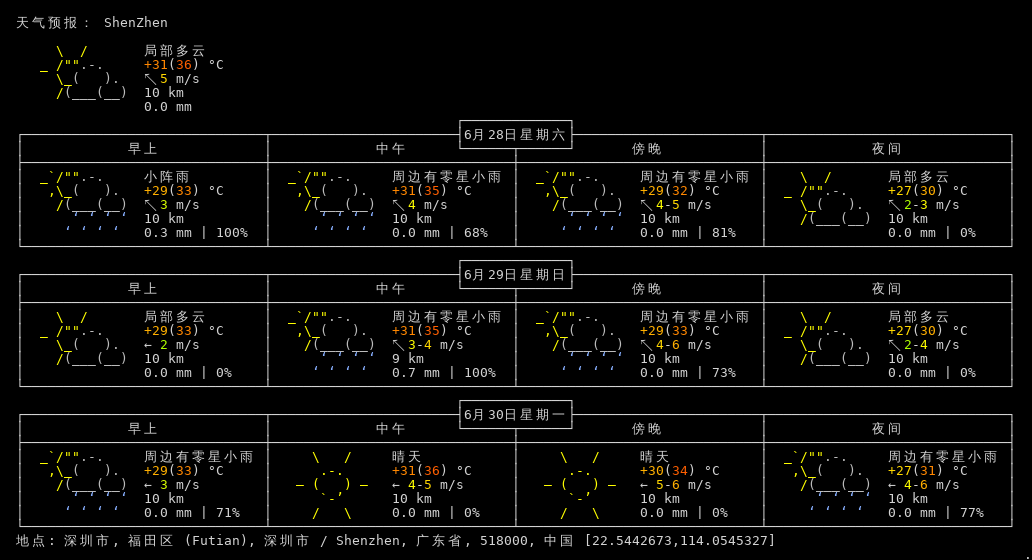 天气预报： ShenZhen
局部多云
+31(36) °C
↖ 5 m/s
10 km
0.0 mm
6月28日星期六
早上 中午 傍晚 夜间
小阵雨 周边有零星小雨 周边有零星小雨 局部多云
+29(33) °C +31(35) °C +29(32) °C +27(30) °C
↖ 3 m/s ↖ 4 m/s ↖ 4-5 m/s ↖ 2-3 m/s
10 km 10 km 10 km 10 km
0.3 mm | 100% 0.0 mm | 68% 0.0 mm | 81% 0.0 mm | 0%
6月29日星期日
早上 中午 傍晚 夜间
局部多云 周边有零星小雨 周边有零星小雨 局部多云
+29(33) °C +31(35) °C +29(33) °C +27(30) °C
← 2 m/s ↖ 3-4 m/s ↖ 4-6 m/s ↖ 2-4 m/s
10 km 9 km 10 km 10 km
0.0 mm | 0% 0.7 mm | 100% 0.0 mm | 73% 0.0 mm | 0%
6月30日星期一
早上 中午 傍晚 夜间
周边有零星小雨 晴天 晴天 周边有零星小雨
+29(33) °C +31(36) °C +30(34) °C +27(31) °C
← 3 m/s ← 4-5 m/s ← 5-6 m/s ← 4-6 m/s
10 km 10 km 10 km 10 km
0.0 mm | 71% 0.0 mm | 0% 0.0 mm | 0% 0.0 mm | 77%
地点: 深圳市, 福田区 (Futian), 深圳市 / Shenzhen, 广东省, 518000, 中国 [22.5442673,114.0545327]